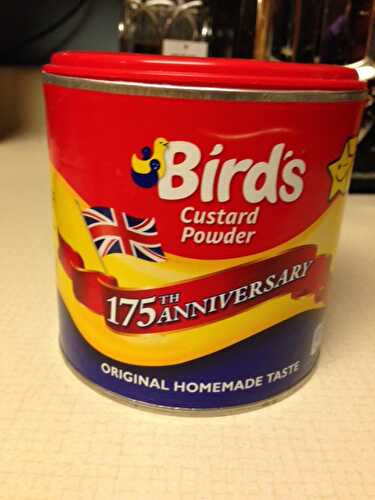 Bird's
Custard
Powder
175TH ANNIVERSARY
ORIGINAL HOMEMADE TASTE